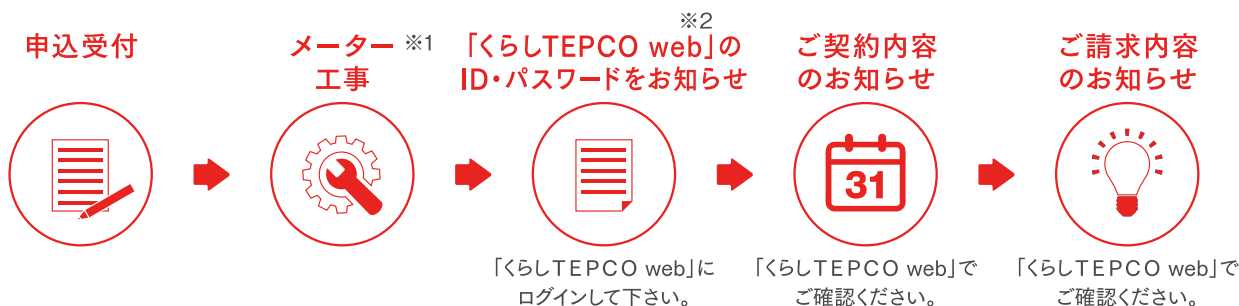 申込受付
メーター ※1
工事
※2
「くらしTEPCO web」の
ID・パスワードをお知らせ
ご契約内容
のお知らせ
ご請求内容
のお知らせ
31
「くらしTEPCO web」に
ログインして下さい。
「くらしTEPCO web」で
ご確認ください。
「くらしTEPCO web」で
ご確認ください。